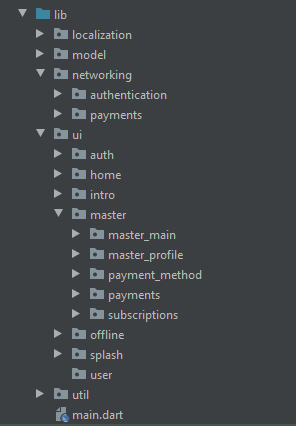 lib
localization
model
networking
authentication
payments
ui
auth
home
intro
master
master_main
master_profile
payment_method
payments
subscriptions
offline
splash
user
util
main.dart